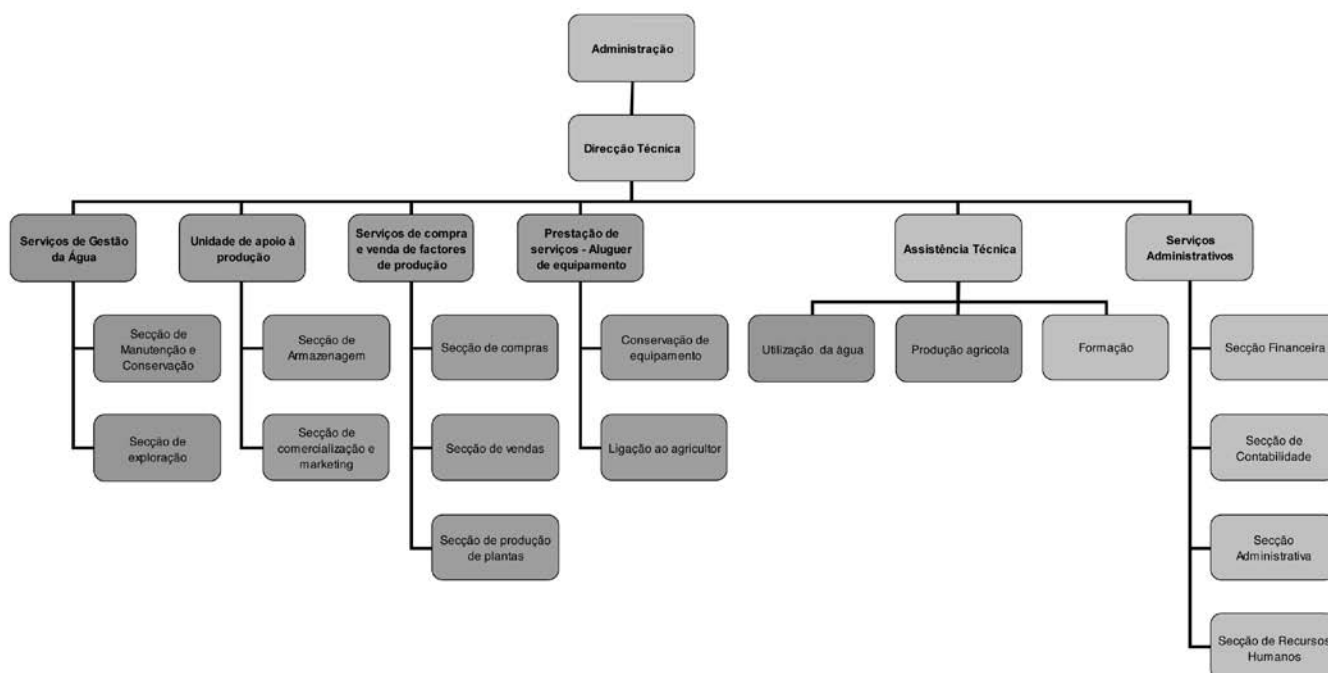 Administração
Direcção Técnica
Serviços de Gestão
da Água
Unidade de apoio à
produção
Serviços de compra
e venda de factores
de produção
Prestação de
serviços - Aluguer
de equipamento
Assistência Técnica
Serviços
Administrativos
Secção de
Manutenção e
Conservação
Secção de
Armazenagem
Secção de compras
Conservação de
equipamento
Utilização da água
Produção agricola
Formação
Secção Financeira
Secção de
exploração
Secção de
comercialização e
marketing
Secção de vendas
Ligação ao agricultor
Secção de
Contabilidade
Secção de produção
de plantas
Secção
Administrativa
Secção de Recursos
Humanos